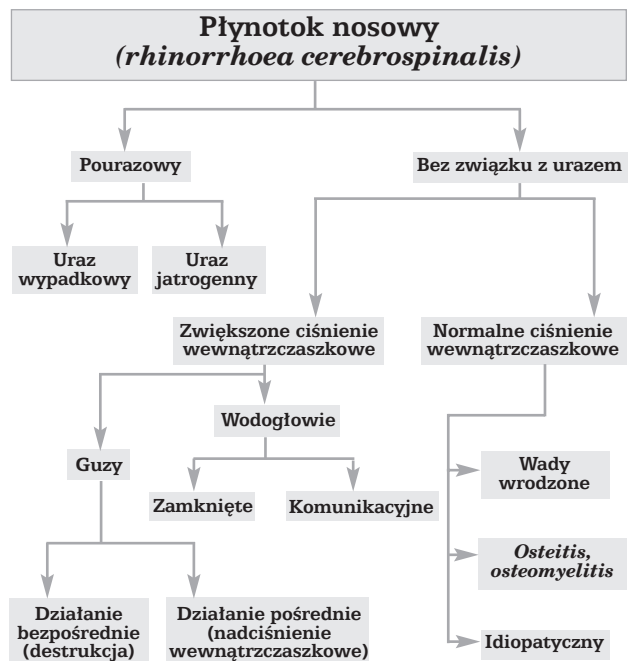 Płynotok nosowy
(rhinorrhoea cerebrospinalis)
Pourazowy
Bez związku z urazem
Uraz
wypadkowy
Uraz
jatrogenny
Zwiększone ciśnienie
wewnątrzczaszkowe
Normalne ciśnienie
wewnątrzczaszkowe
Wodogłowie
Guzy
Zamknięte
Komunikacyjne
Wady
wrodzone
Osteitis,
osteomyelitis
Działanie
bezpośrednie
(destrukcja)
Działanie pośrednie
(nadciśnienie
wewnątrzczaszkowe)
Idiopatyczny